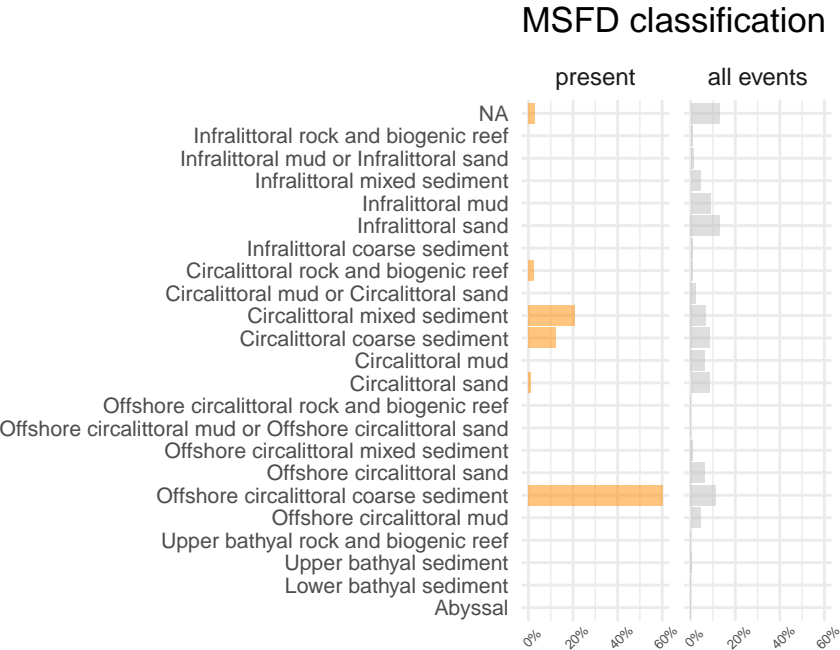 MSFD classification
present all events
NA
Infralittoral rock and biogenic reef
Infralittoral mud or Infralittoral sand
Infralittoral mixed sediment
Infralittoral mud
Infralittoral sand
Infralittoral coarse sediment
Circalittoral rock and biogenic reef
Circalittoral mud or Circalittoral sand
Circalittoral mixed sediment
Circalittoral coarse sediment
Circalittoral mud
Circalittoral sand
Offshore circalittoral rock and biogenic reef
Offshore circalittoral mud or Offshore circalittoral sand
Offshore circalittoral mixed sediment
Offshore circalittoral sand
Offshore circalittoral coarse sediment
Offshore circalittoral mud
Upper bathyal rock and biogenic reef
Upper bathyal sediment
Lower bathyal sediment
Abyssal
0% 20% 40% 60% 0% 20% 40% 60%